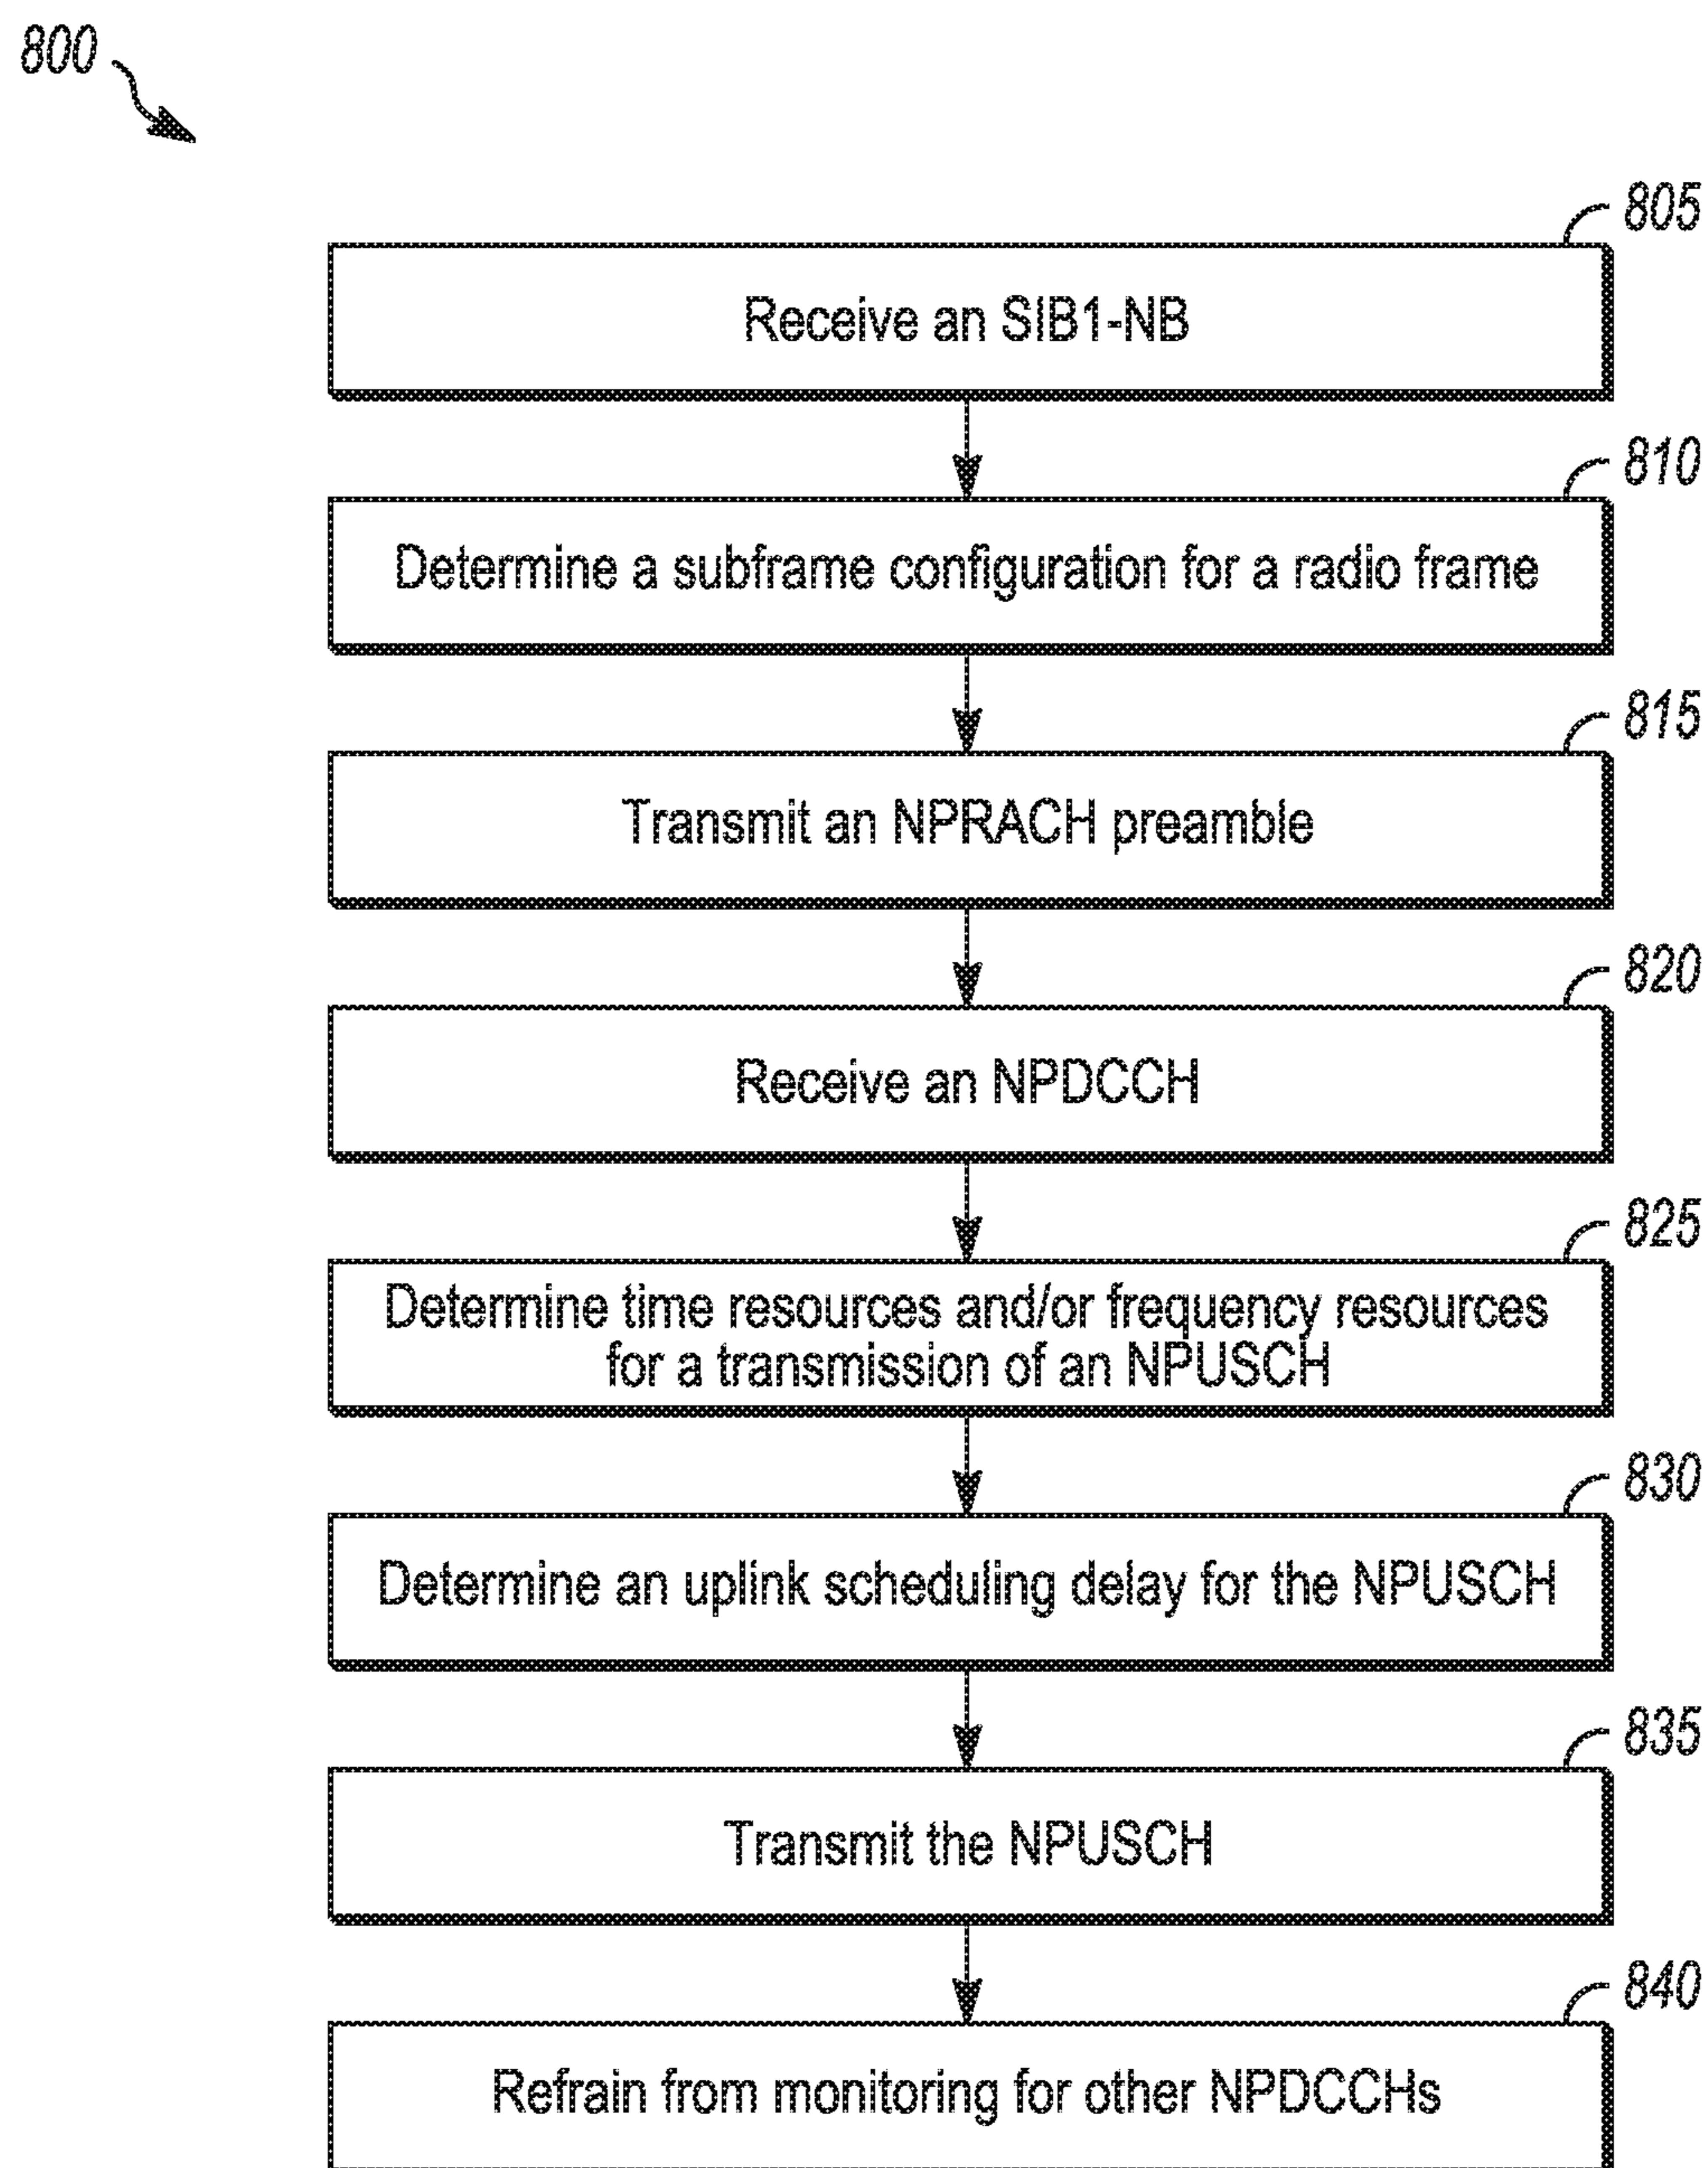 800
805
Receive an SIB1-NB
810
Determine a subframe configuration for a radio frame
815
Transmit an NPRACH preamble
820
Receive an NPDCCH
825
Determine time resources and/or frequency resources
for a transmission of an NPUSCH
830
Determine an uplink scheduling delay for the NPUSCH
835
Transmit the NPUSCH
840
Refrain from monitoring for other NPDCCHs